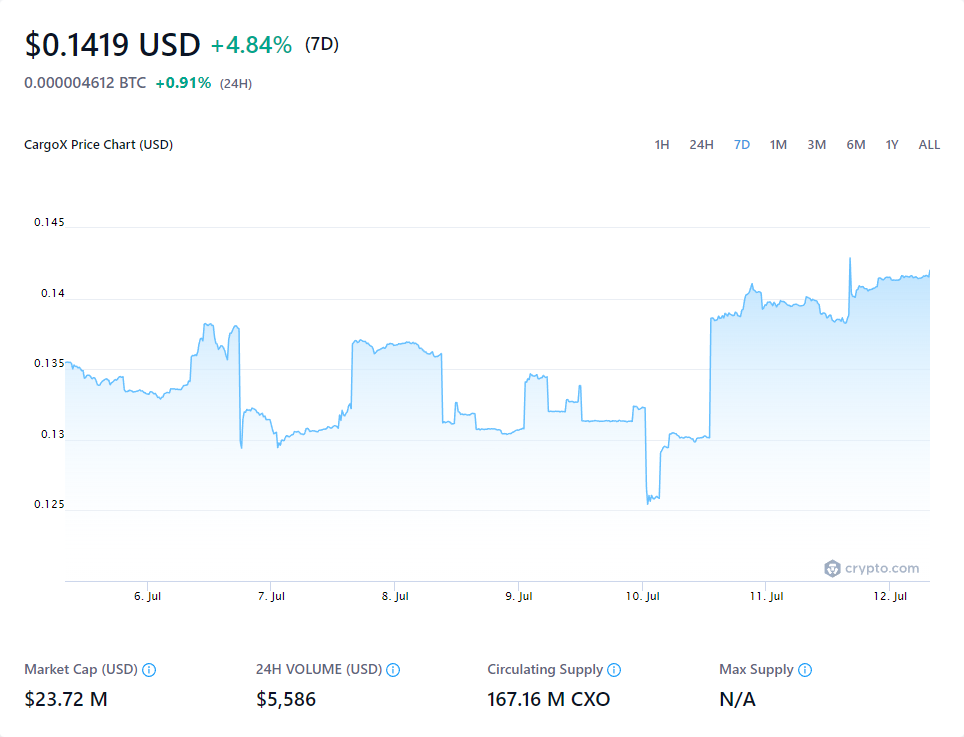 $0.1419 USD +4.84% (7D)
0.000004612 BTC +0.91% (24H)
CargoX Price Chart (USD) 1H 24H 7D 1M 3M 6M 1Y ALL
0.145
0.14
0.135
0.13
0.125
crypto.com
6. Jul 7. Jul 8. Jul 9. Jul 10. Jul 11. Jul 12. Jul
Market Cap (USD) 24H VOLUME (USD) Circulating Supply Max Supply
$23.72 M $5,586 167.16 M CXO N/A